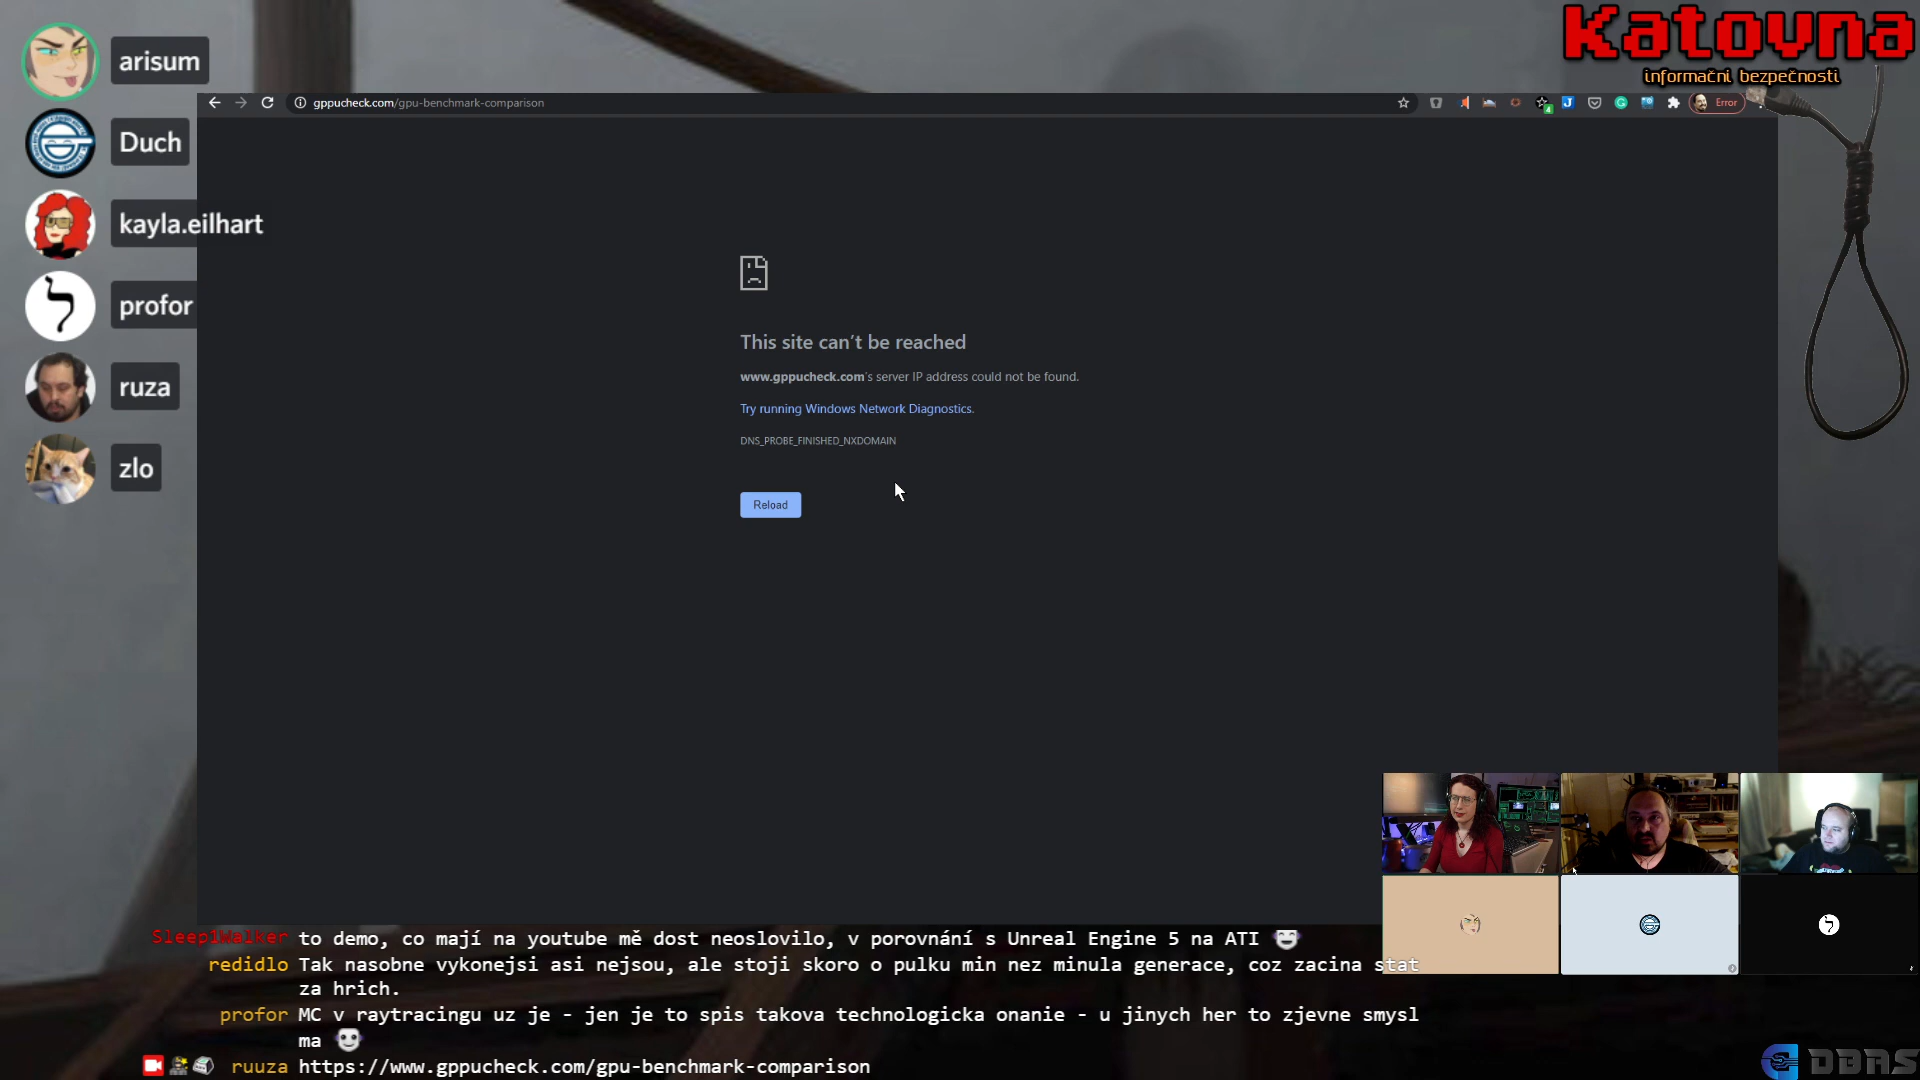 Katovna
informační bezpečnosti
arisum
Duch
kayla.eilhart
profor
ruza
zlo
gppucheck.com/gpu-benchmark-comparison
4
J
Error
This site can’t be reached
www.gppucheck.com’s server IP address could not be found.
Try running Windows Network Diagnostics.
DNS_PROBE_FINISHED_NXDOMAIN
Reload
Sleep1Walker to demo, co mají na youtube mě dost neoslovilo, v porovnání s Unreal Engine 5 na ATI
redidlo Tak nasobne vykonejsi asi nejsou, ale stoji skoro o pulku min nez minula generace, coz zacina stat
za hrich.
profor MC v raytracingu uz je - jen je to spis takova technologicka onanie - u jinych her to zjevne smysl
ma
ruuza https://www.gppucheck.com/gpu-benchmark-comparison
DBRS